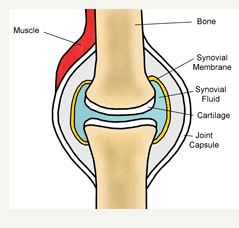 Bone
Muscle
Synovial
Membrane
Synovial
Fluid
Cartilage
Joint
Capsule